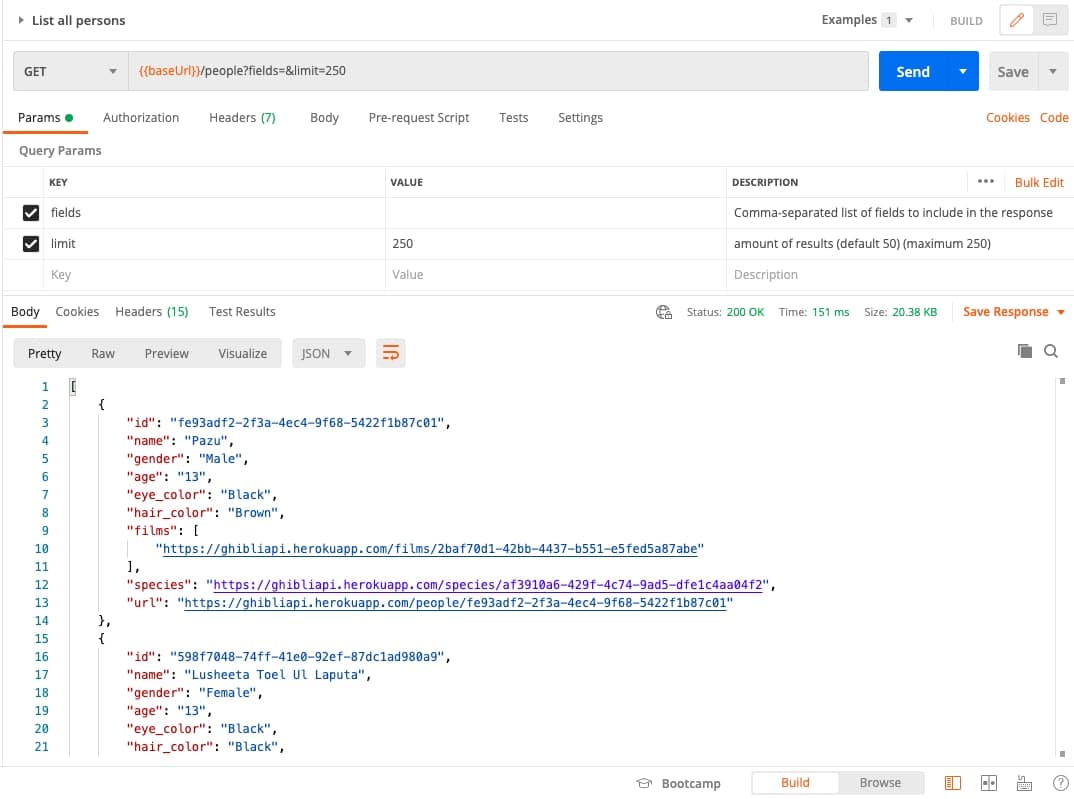 List all persons
Examples 1
BUILD
GET
{{baseUrl}}/people?fields=&limit=250
Send
Save
Params
Authorization
Headers (7)
Body
Pre-request Script
Tests
Settings
Cookies
Code
Query Params
KEY VALUE DESCRIPTION ••• Bulk Edit
fields Comma-separated list of fields to include in the response
limit 250 amount of results (default 50) (maximum 250)
Key Value Description
Body Cookies Headers (15) Test Results Status: 200 OK Time: 151 ms Size: 20.38 KB Save Response
Pretty Raw Preview Visualize JSON
1 [
2 {
3 "id": "fe93adf2-2f3a-4ec4-9f68-5422f1b87c01",
4 "name": "Pazu",
5 "gender": "Male",
6 "age": "13",
7 "eye_color": "Black",
8 "hair_color": "Brown",
9 "films": [
10 "https://ghibliapi.herokuapp.com/films/2baf70d1-42bb-4437-b551-e5fed5a87abe"
11 ],
12 "species": "https://ghibliapi.herokuapp.com/species/af3910a6-429f-4c74-9ad5-dfe1c4aa04f2",
13 "url": "https://ghibliapi.herokuapp.com/people/fe93adf2-2f3a-4ec4-9f68-5422f1b87c01"
14 },
15 {
16 "id": "598f7048-74ff-41e0-92ef-87dc1ad980a9",
17 "name": "Lusheeta Toel Ul Laputa",
18 "gender": "Female",
19 "age": "13",
20 "eye_color": "Black",
21 "hair_color": "Black",
Bootcamp Build Browse ?